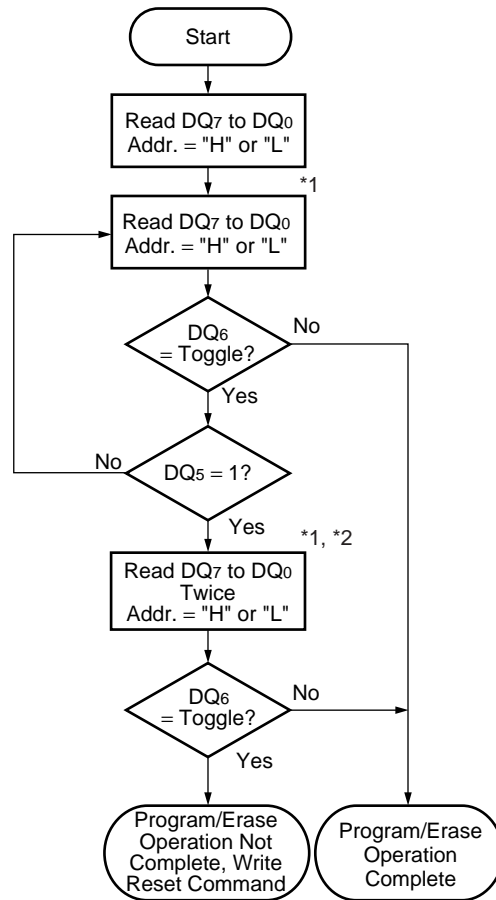 Start
Read DQ7 to DQ0
Addr. = "H" or "L"
*1
Read DQ7 to DQ0
Addr. = "H" or "L"
DQ6
= Toggle?
No
Yes
No
DQ5 = 1?
Yes
*1, *2
Read DQ7 to DQ0
Twice
Addr. = "H" or "L"
DQ6
= Toggle?
No
Yes
Program/Erase
Operation Not
Complete, Write
Reset Command
Program/Erase
Operation
Complete